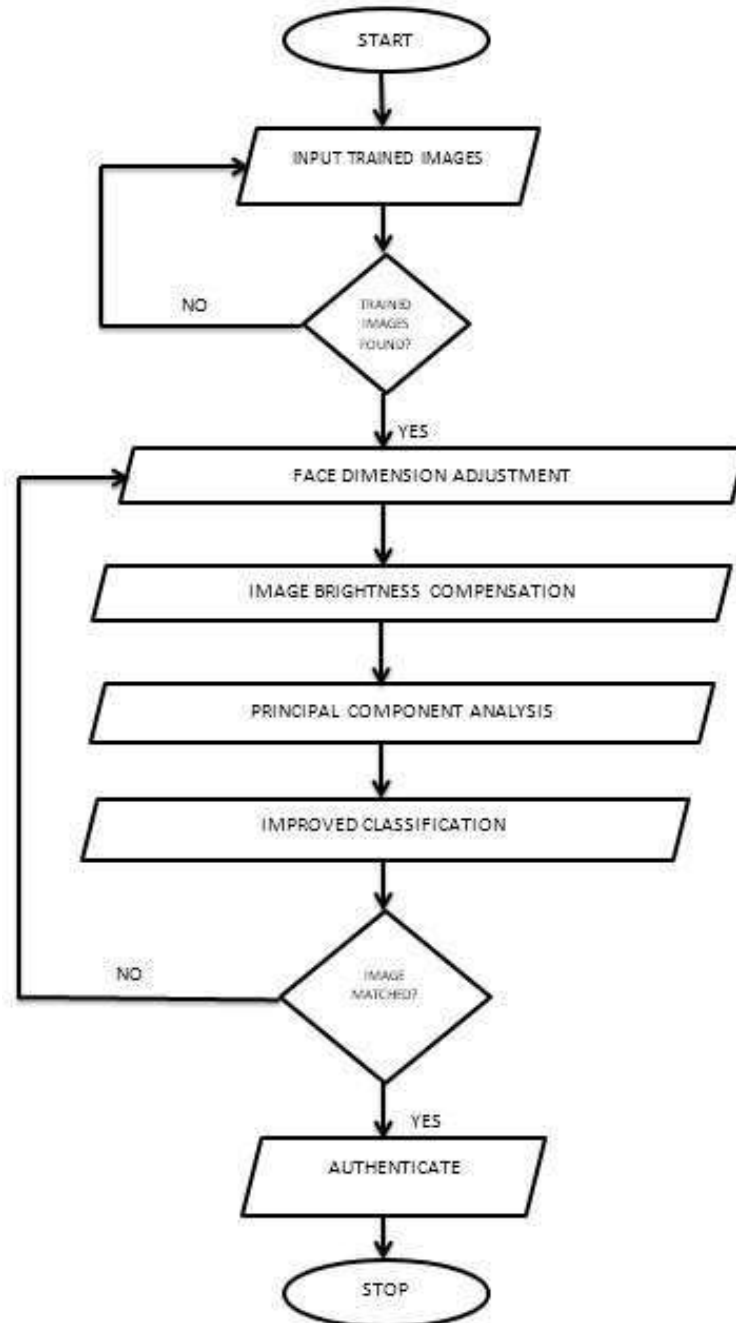 START
INPUT TRAINED IMAGES
TRAINED
IMAGES
FOUND?
NO
YES
FACE DIMENSION ADJUSTMENT
IMAGE BRIGHTNESS COMPENSATION
PRINCIPAL COMPONENT ANALYSIS
IMPROVED CLASSIFICATION
IMAGE
MATCHED?
NO
YES
AUTHENTICATE
STOP